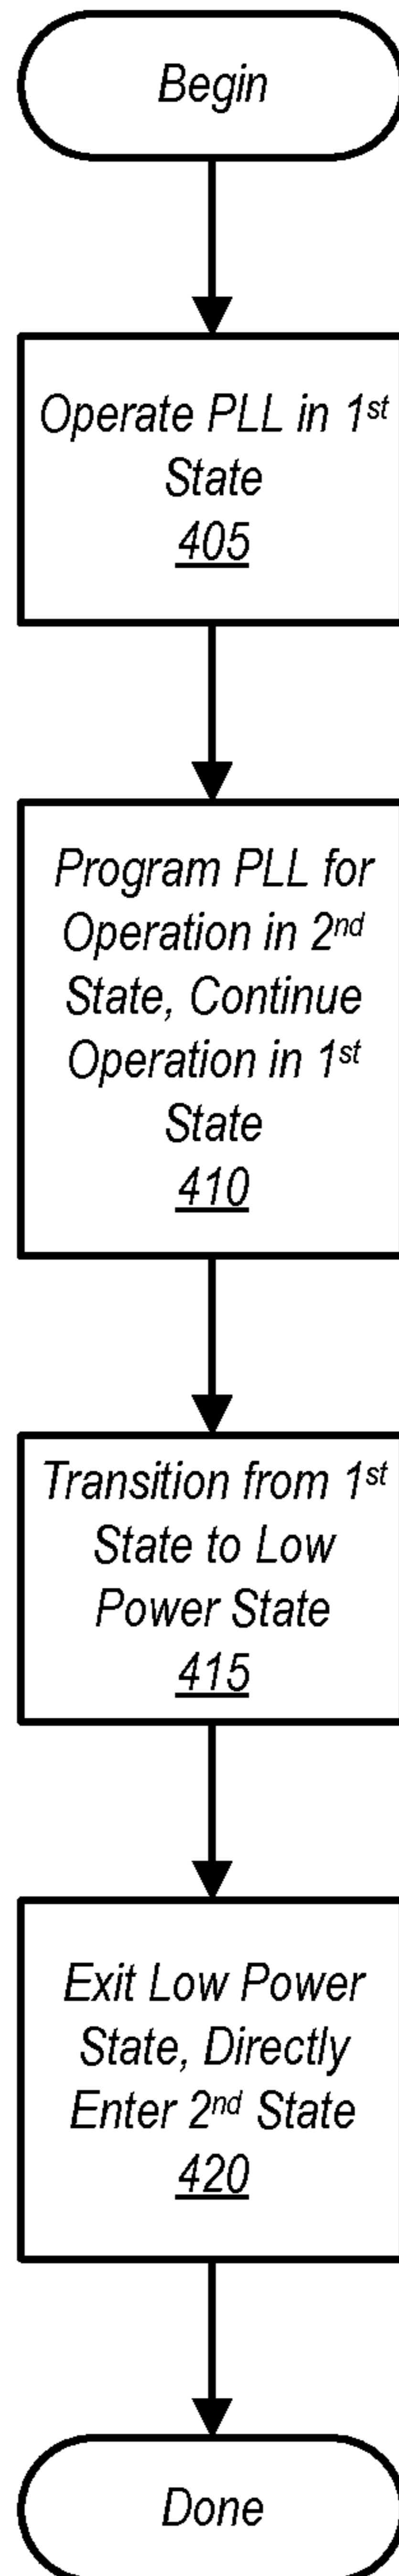 Begin
Operate PLL in 1st
State
405
Program PLL for
Operation in 2nd
State, Continue
Operation in 1st
State
410
Transition from 1st
State to Low
Power State
415
Exit Low Power
State, Directly
Enter 2nd State
420
Done